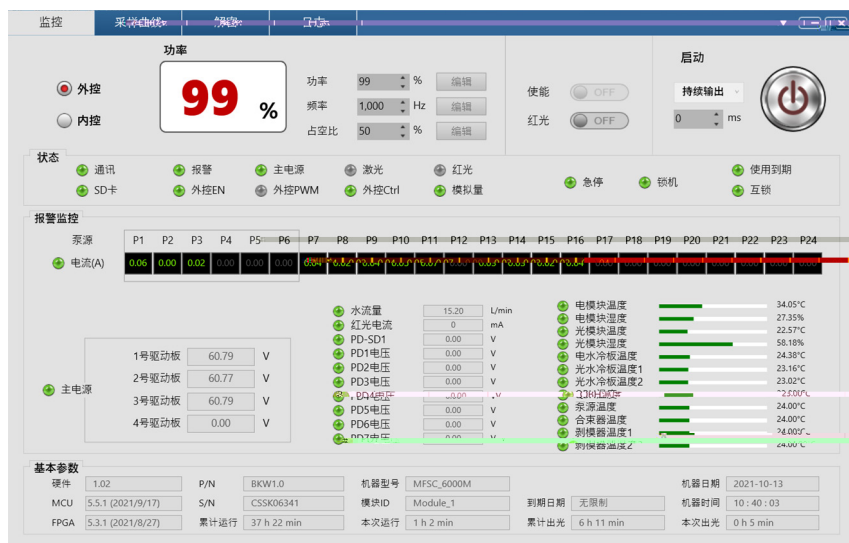 监控
功率
启动
外控
内控
99 %
功率 99 % 编辑
频率 1,000 Hz 编辑
占空比 50 % 编辑
使能 OFF
红光 OFF
持续输出
0 ms
状态
通讯 报警 主电源 激光 红光 急停 锁机 使用到期
SD卡 外控EN 外控PWM 外控Ctrl 模拟量 互锁
报警监控
泵源 P1 P2 P3 P4 P5 P6 P7 P8 P9 P10 P11 P12 P13 P14 P15 P16 P17 P18 P19 P20 P21 P22 P23 P24
电流(A) 0.06 0.00 0.02 0.00 0.00 0.00
主电源
1号驱动板 60.79 V
2号驱动板 60.77 V
3号驱动板 60.79 V
4号驱动板 0.00 V
水流量 15.20 L/min
红光电流 0 mA
PD-SD1 0.00 V
PD1电压 0.00 V
PD2电压 0.00 V
PD3电压 0.00 V
PD4电压 0.00 V
PD5电压 0.00 V
PD6电压 0.00 V
PD7电压 0.00 V
电模块温度 34.05°C
电模块湿度 27.35%
光模块温度 22.57°C
光模块湿度 58.18%
电水冷板温度 24.38°C
光水冷板温度1 23.16°C
光水冷板温度2 23.02°C
23.00°C
泵源温度 24.00°C
合束器温度 24.00°C
剥模器温度1 24.00°C
剥模器温度2 24.00°C
基本参数
硬件 1.02 P/N BKW1.0 机器型号 MFSC_6000M 机器日期 2021-10-13
MCU 5.5.1 (2021/9/17) S/N CSSK06341 模块ID Module_1 到期日期 无限制 机器时间 10 : 40 : 03
FPGA 5.3.1 (2021/8/27) 累计运行 37 h 22 min 本次运行 1 h 2 min 累计出光 6 h 11 min 本次出光 0 h 5 min